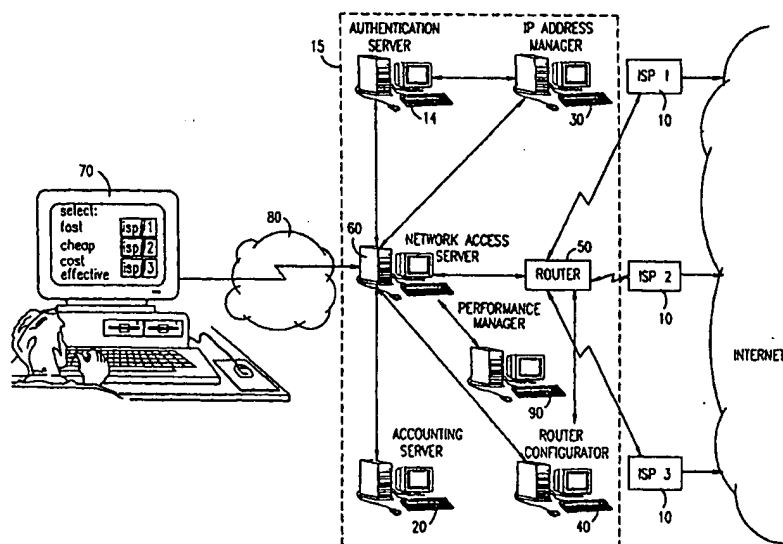 AUTHENTICATION
SERVER
IP ADDRESS
MANAGER
15
14
30
ISP 1
10
70
select:
fast isp 1
cheap isp 2
cost
effective isp 3
80
60
NETWORK ACCESS
SERVER
50
ROUTER
ISP 2
10
PERFORMANCE
MANAGER
90
INTERNET
ACCOUNTING
SERVER
20
ROUTER
CONFIGURATOR
40
ISP 3
10